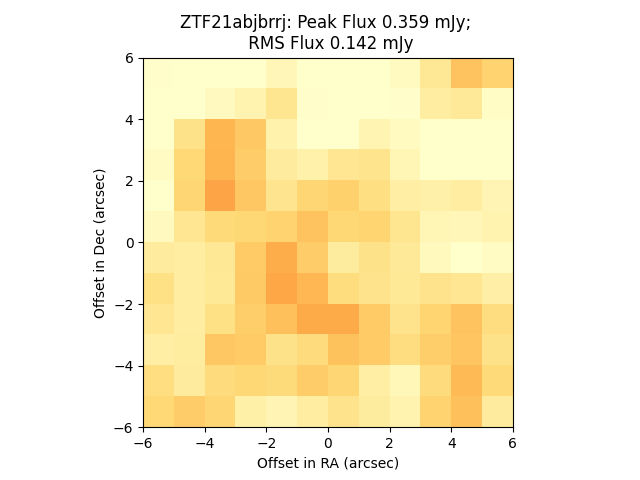 ZTF21abjbrrj: Peak Flux 0.359 mJy;
RMS Flux 0.142 mJy
6
4
2
0
−2
−4
−6
Offset in Dec (arcsec)
−6 −4 −2 0 2 4 6
Offset in RA (arcsec)